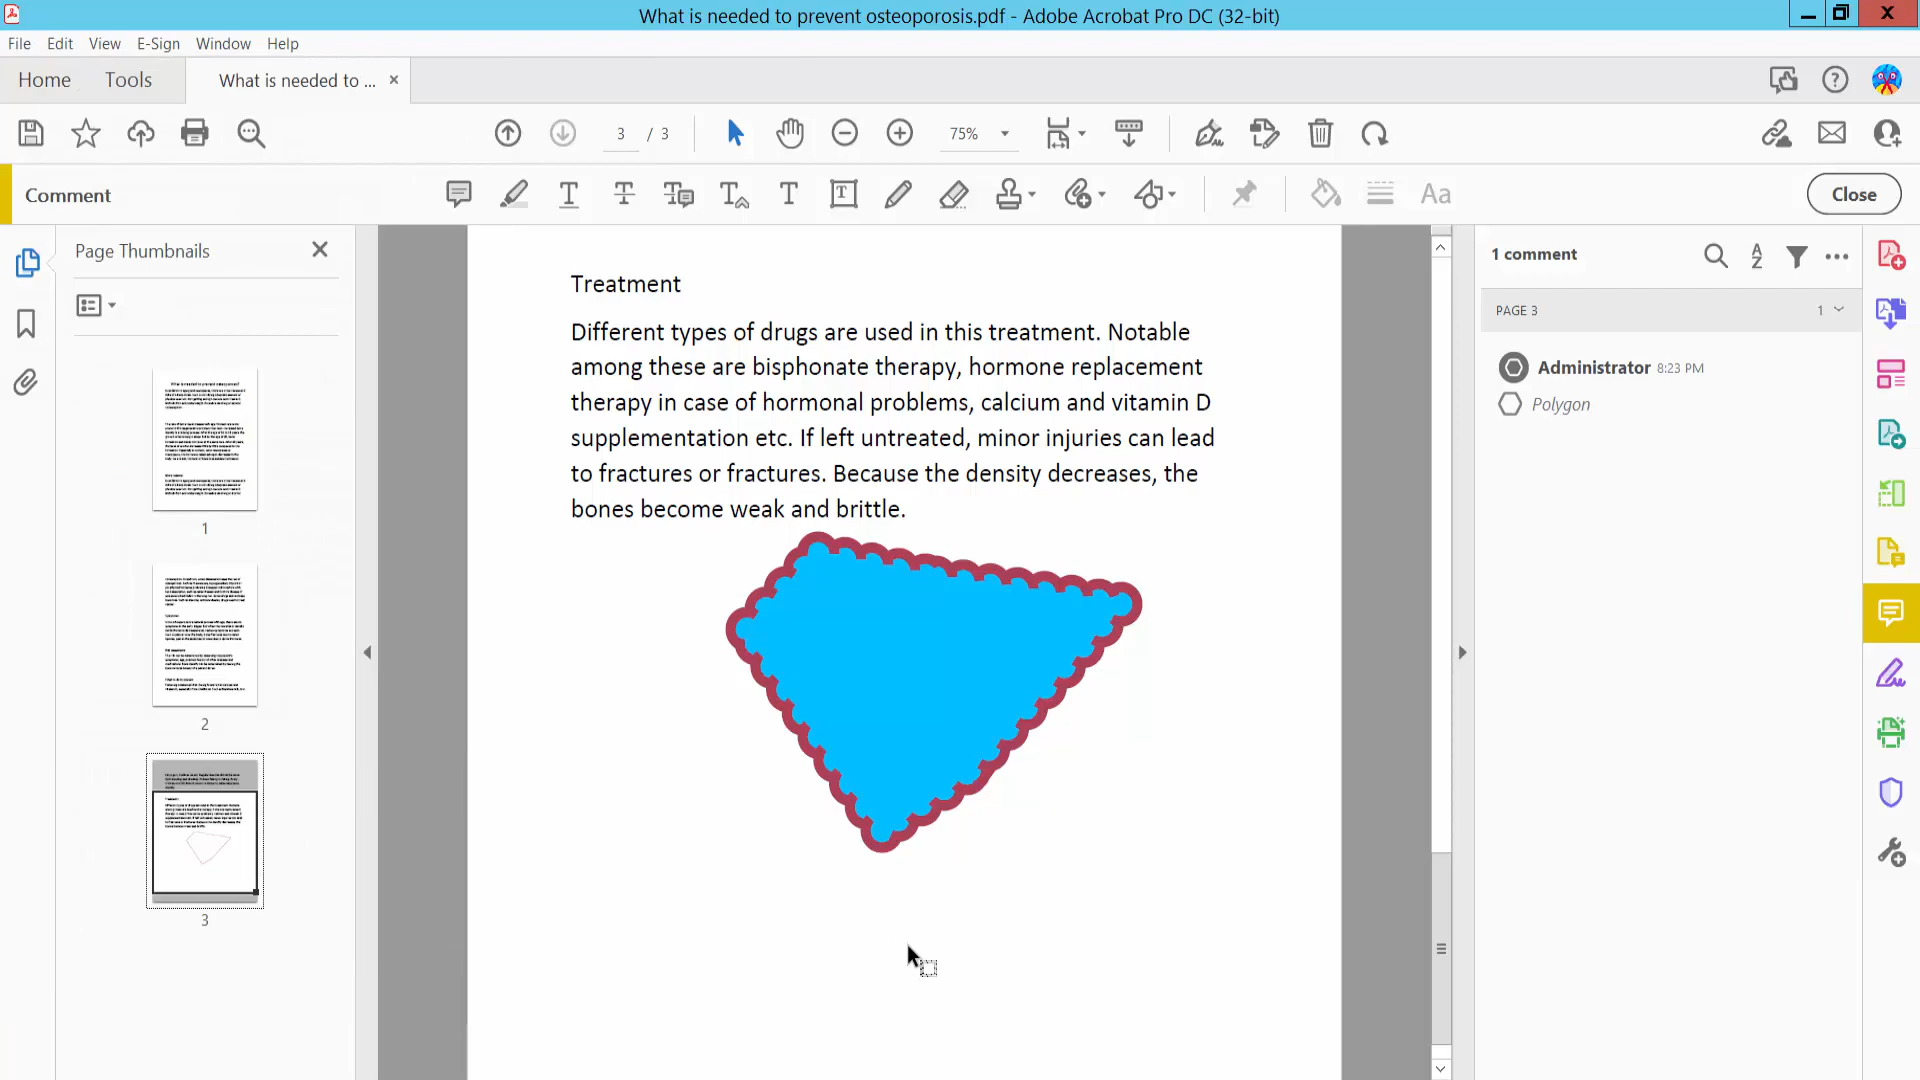 What is needed to prevent osteoporosis.pdf - Adobe Acrobat Pro DC (32-bit)
File Edit View E-Sign Window Help
Home Tools What is needed to ...
3 / 3 75%
Comment
Close
Page Thumbnails
1
2
3
Treatment
Different types of drugs are used in this treatment. Notable
among these are bisphonate therapy, hormone replacement
therapy in case of hormonal problems, calcium and vitamin D
supplementation etc. If left untreated, minor injuries can lead
to fractures or fractures. Because the density decreases, the
bones become weak and brittle.
1 comment
PAGE 3 1
Administrator 8:23 PM
Polygon